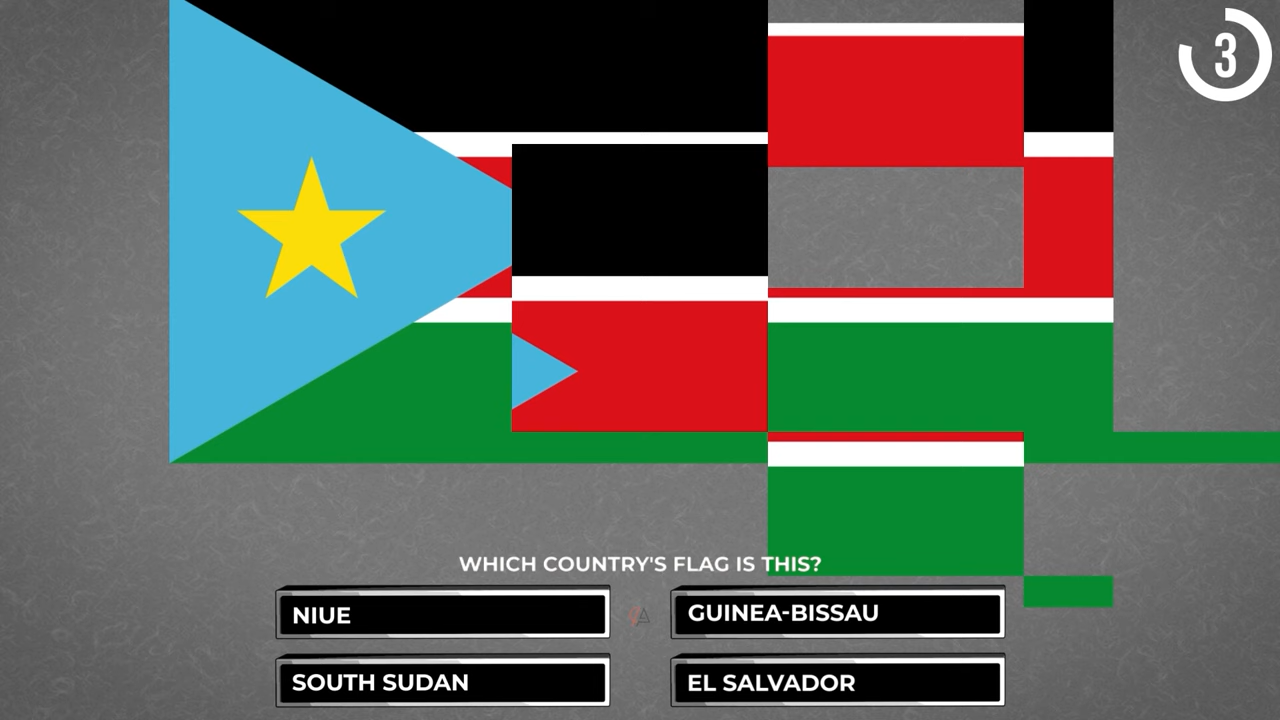 3
WHICH COUNTRY'S FLAG IS THIS?
NIUE
GUINEA-BISSAU
SOUTH SUDAN
EL SALVADOR